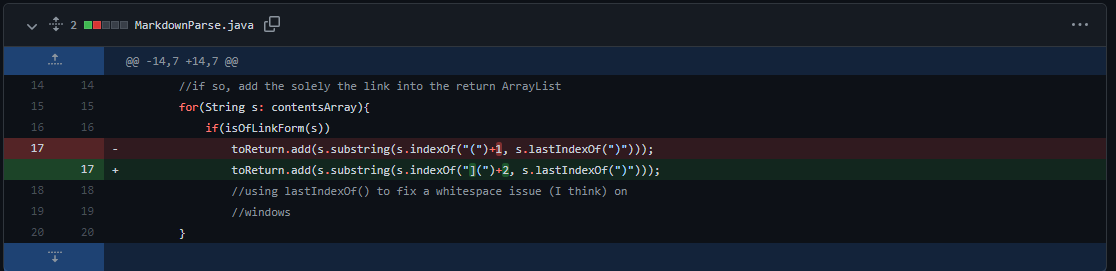 2 MarkdownParse.java
@@ -14,7 +14,7 @@
14 14 //if so, add the solely the link into the return ArrayList
15 15 for(String s: contentsArray){
16 16 if(isOfLinkForm(s))
17 - toReturn.add(s.substring(s.indexOf("(")+1, s.lastIndexOf(")")));
17 + toReturn.add(s.substring(s.indexOf("](")+2, s.lastIndexOf(")")));
18 18 //using lastIndexOf() to fix a whitespace issue (I think) on
19 19 //windows
20 20 }